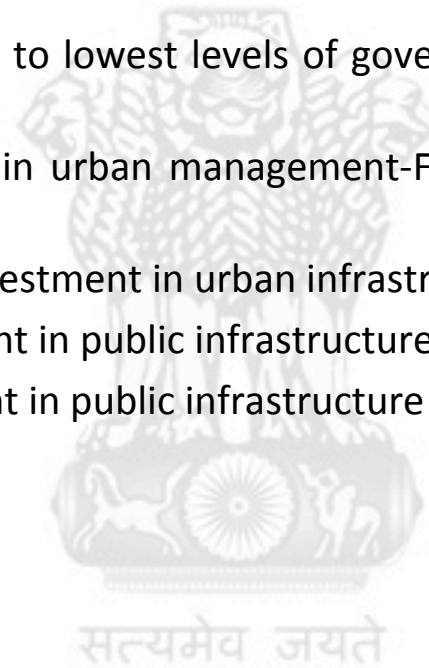 to lowest levels of gove
in urban management-F
estment in urban infrastr
nt in public infrastructure
nt in public infrastructure
सत्यमेव जयते